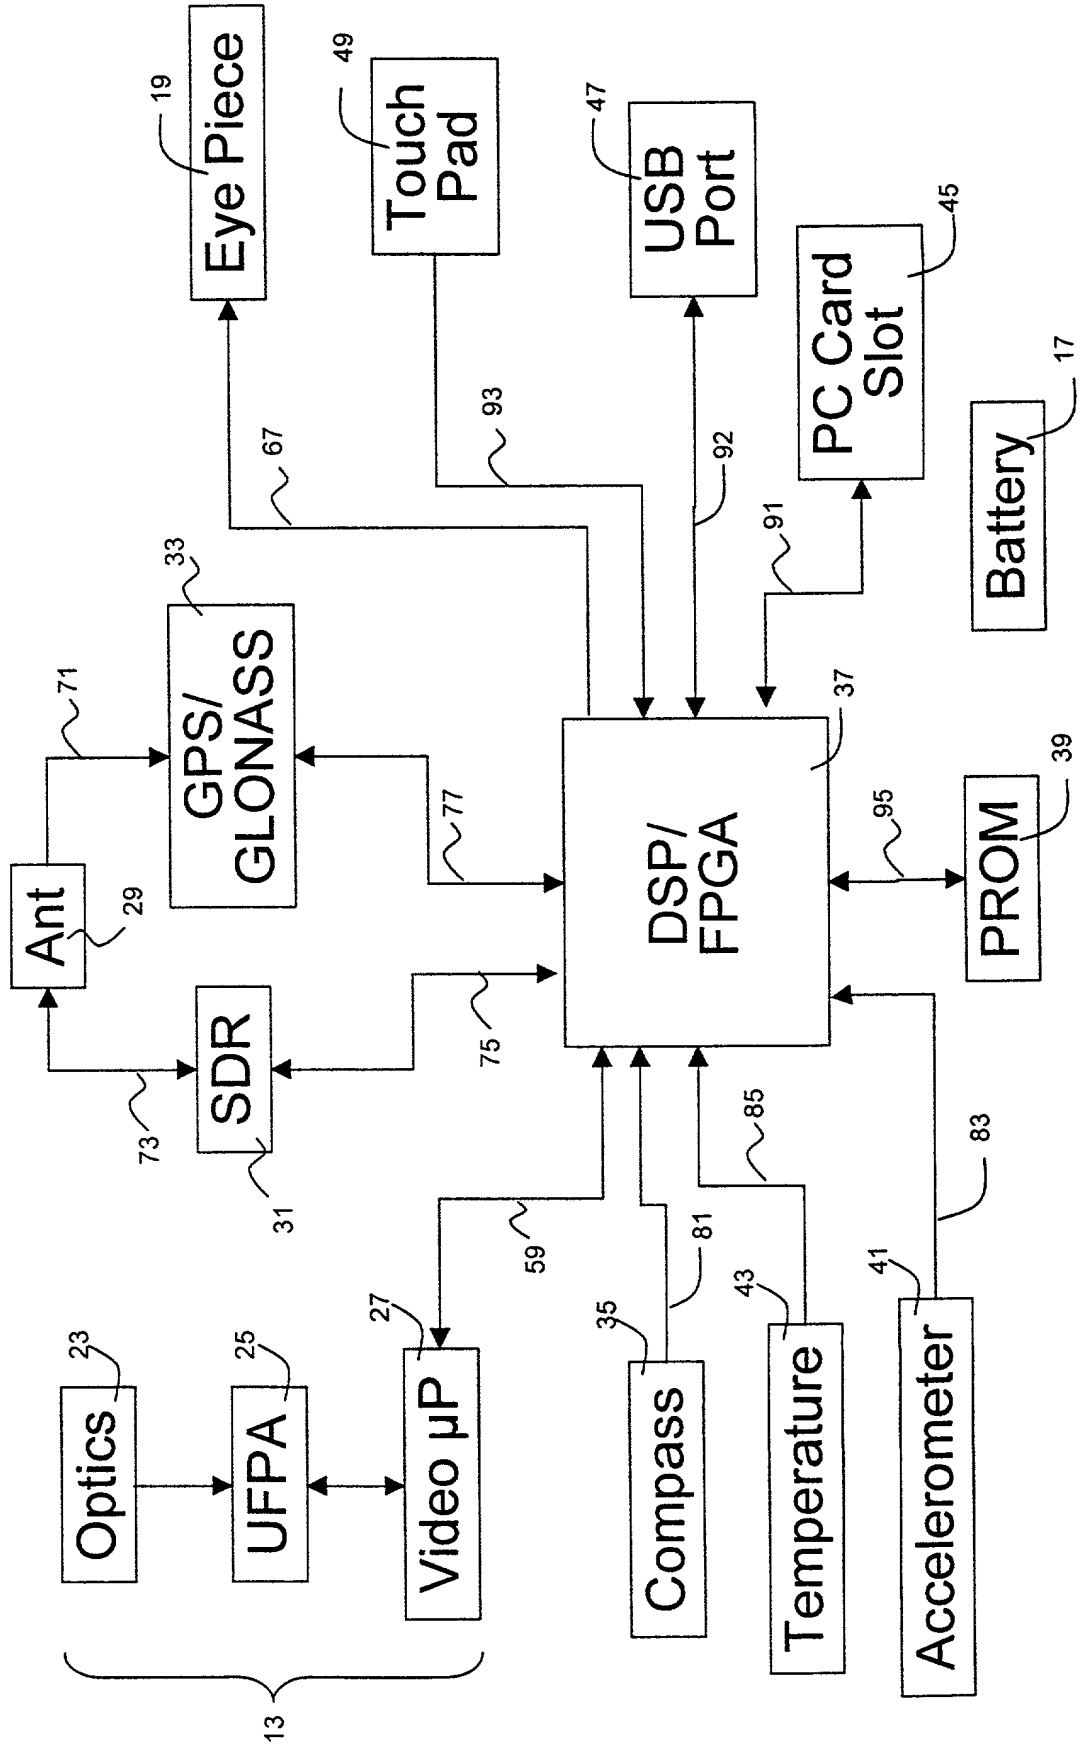 13
Optics
23
UFPA
25
Video µP
27
59
Compass
35
81
Temperature
43
85
Accelerometer
41
83
Ant
29
71
73
SDR
31
75
GPS/
GLONASS
33
77
DSP/
FPGA
37
PROM
39
95
Eye Piece
19
67
Touch
Pad
49
93
USB
Port
47
92
PC Card
Slot
45
91
Battery
17